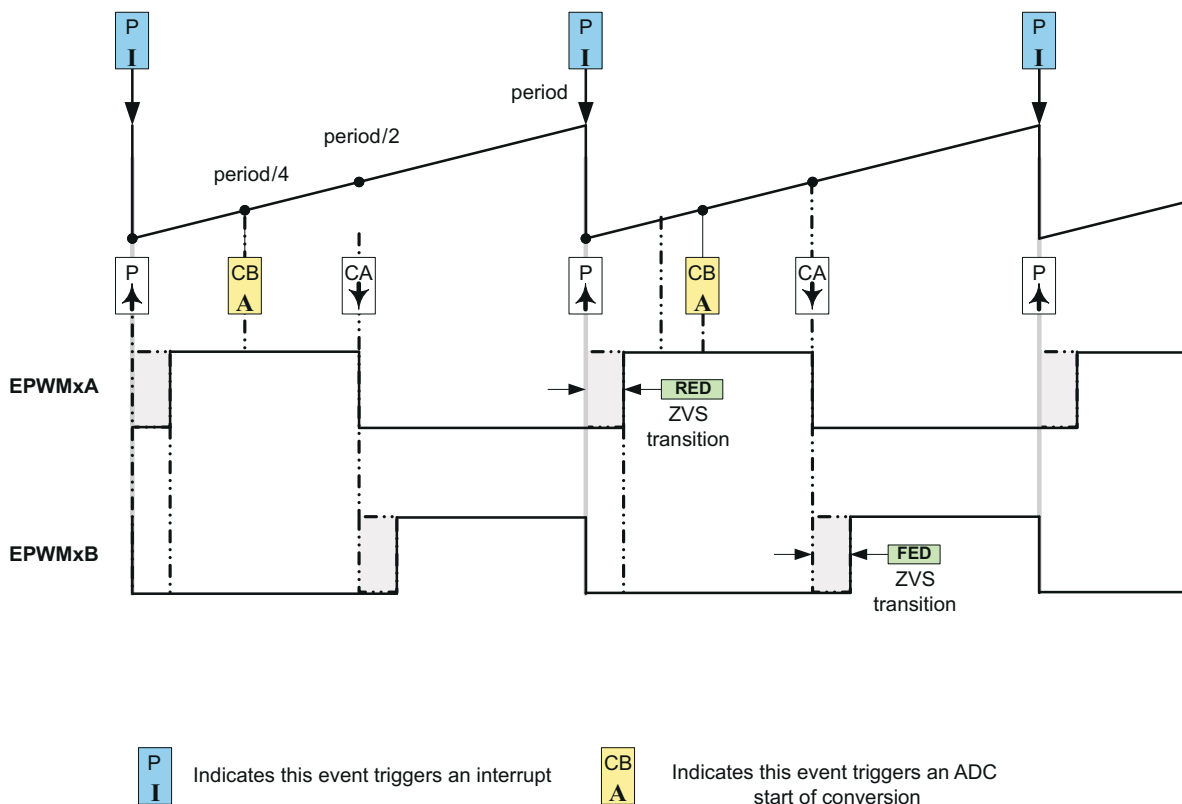 P
I
P
I
P
I
period
period/2
period/4
P
CB
A
CA
P
CB
A
CA
P
EPWMxA
RED
ZVS
transition
EPWMxB
FED
ZVS
transition
P
I
Indicates this event triggers an interrupt
CB
A
Indicates this event triggers an ADC
start of conversion